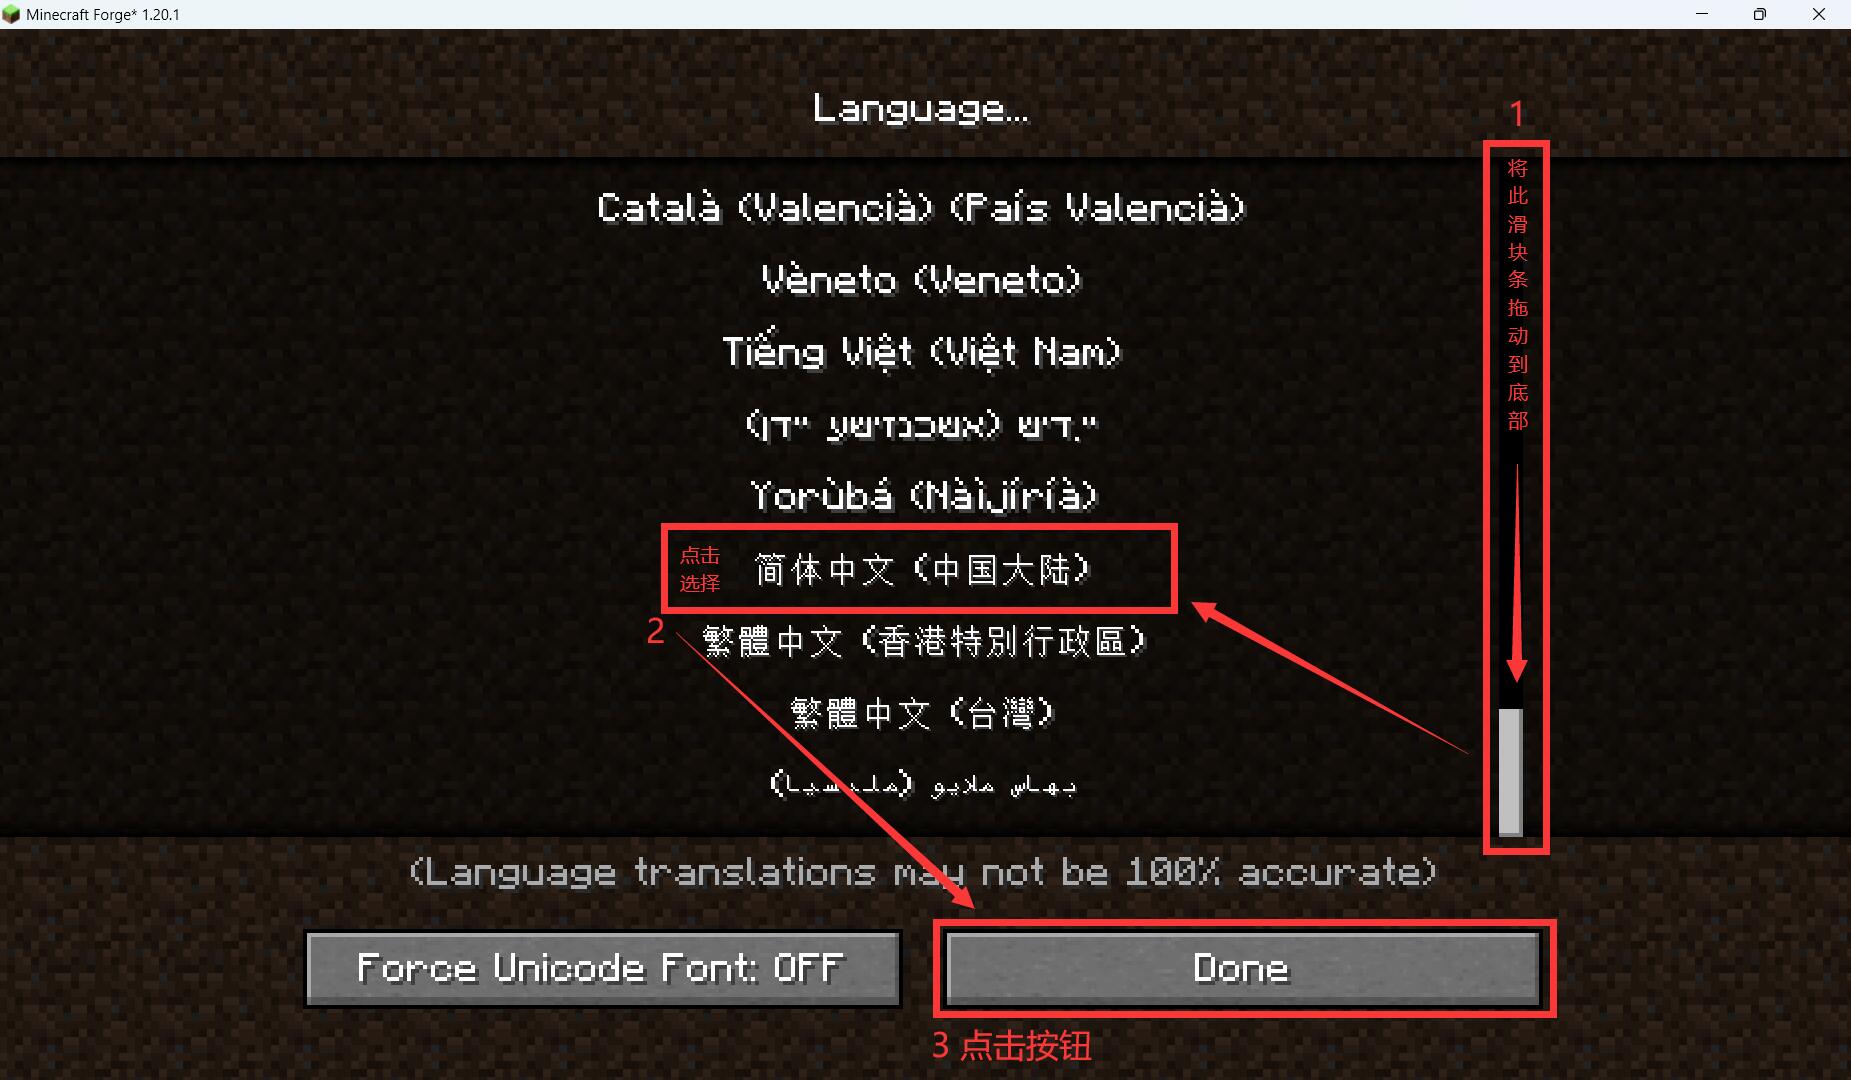 Minecraft Forge* 1.20.1
Language...
1
将此滑块条拖动到底部
Català (Valencià) (País Valencià)
Vèneto (Veneto)
Tiếng Việt (Việt Nam)
ייִדיש (אשכנזישע יידן)
Yorùbá (Nàìjíríà)
点击
选择
简体中文 (中国大陆)
2
繁體中文 (香港特別行政區)
繁體中文 (台灣)
بهاس ملايو (مليسيا)
(Language translations may not be 100% accurate)
Force Unicode Font: OFF
Done
3 点击按钮